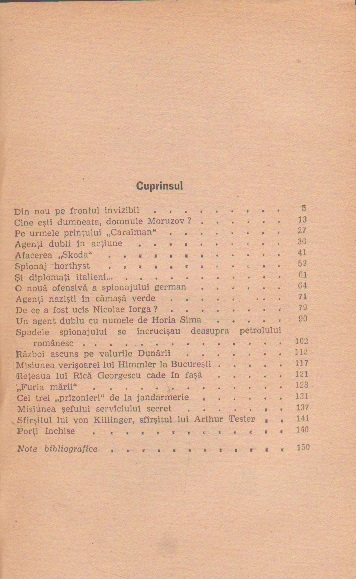 Cuprinsul
Din nou pe frontul invizibil . . . . . . . . . 5
Cine ești dumneata, domnule Moruzov ? . . . . . . 13
Pe urmele prințului „Caraiman“ . . . . . . . . 27
Agenți dubli în acțiune . . . . . . . . . . 36
Afacerea „Skoda“ . . . . . . . . . . . 41
Spionaj horthyst . . . . . . . . . . . 52
Și diplomați italieni... . . . . . . . . . . 61
O nouă ofensivă a spionajului german . . . . . . 64
Agenți naziști în cămașă verde . . . . . . . . 71
De ce a fost ucis Nicolae Iorga ? . . . . . . . . 79
Un agent dublu cu numele de Horia Sima . . . . . 90
Spadele spionajului se încrucișau deasupra petrolului
românesc . . . . . . . . . . . . 102
Război ascuns pe valurile Dunării . . . . . . . 112
Misiunea verișoarei lui Himmler în București . . . . 117
Rețeaua lui Rică Georgescu cade în fașă . . . . . 121
„Furia mării“ . . . . . . . . . . . 128
Cei trei „prizonieri“ de la jandarmerie . . . . . . 131
Misiunea șefului serviciului secret . . . . . . . 137
Sfîrșitul lui von Killinger, sfîrșitul lui Arthur Tester . . 141
Porți închise . . . . . . . . . . . . 146
Note bibliografice . . . . . . . . . . . 150